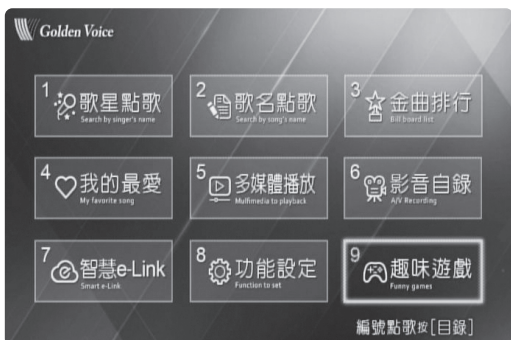 Golden Voice
1 歌星點歌
Search by singer's name
2 歌名點歌
Search by song's name
3 金曲排行
Bill board list
4 我的最愛
My favorite song
5 多媒體播放
Mulfimedia to playback
6 影音自錄
A/V Recording
7 智慧e-Link
Smart e-Link
8 功能設定
Function to set
9 趣味遊戲
Funny games
編號點歌按[目錄]